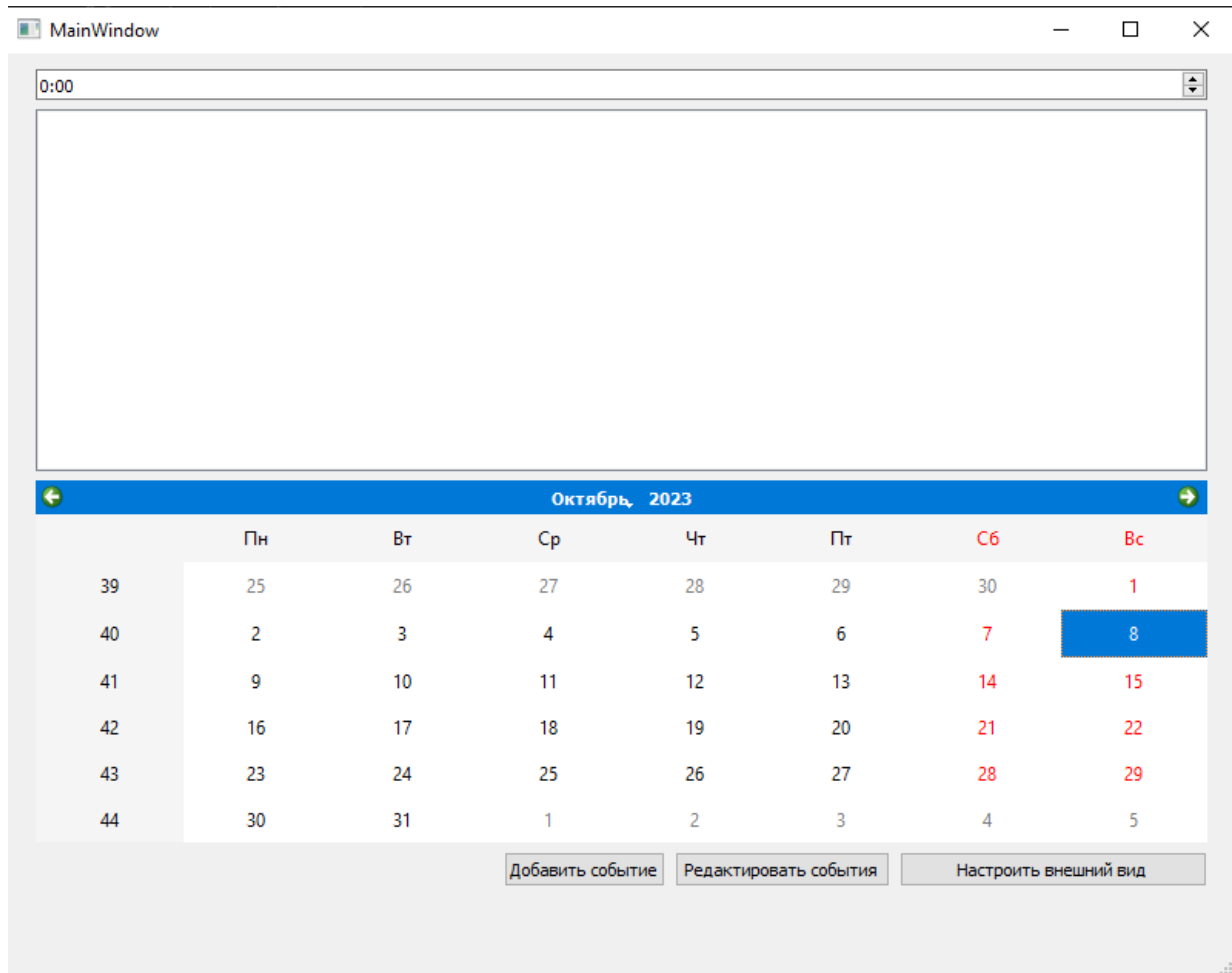 MainWindow
0:00
Октябрь, 2023
Пн Вт Ср Чт Пт Сб Вс
39 25 26 27 28 29 30 1
40 2 3 4 5 6 7 8
41 9 10 11 12 13 14 15
42 16 17 18 19 20 21 22
43 23 24 25 26 27 28 29
44 30 31 1 2 3 4 5
Добавить событие Редактировать события Настроить внешний вид